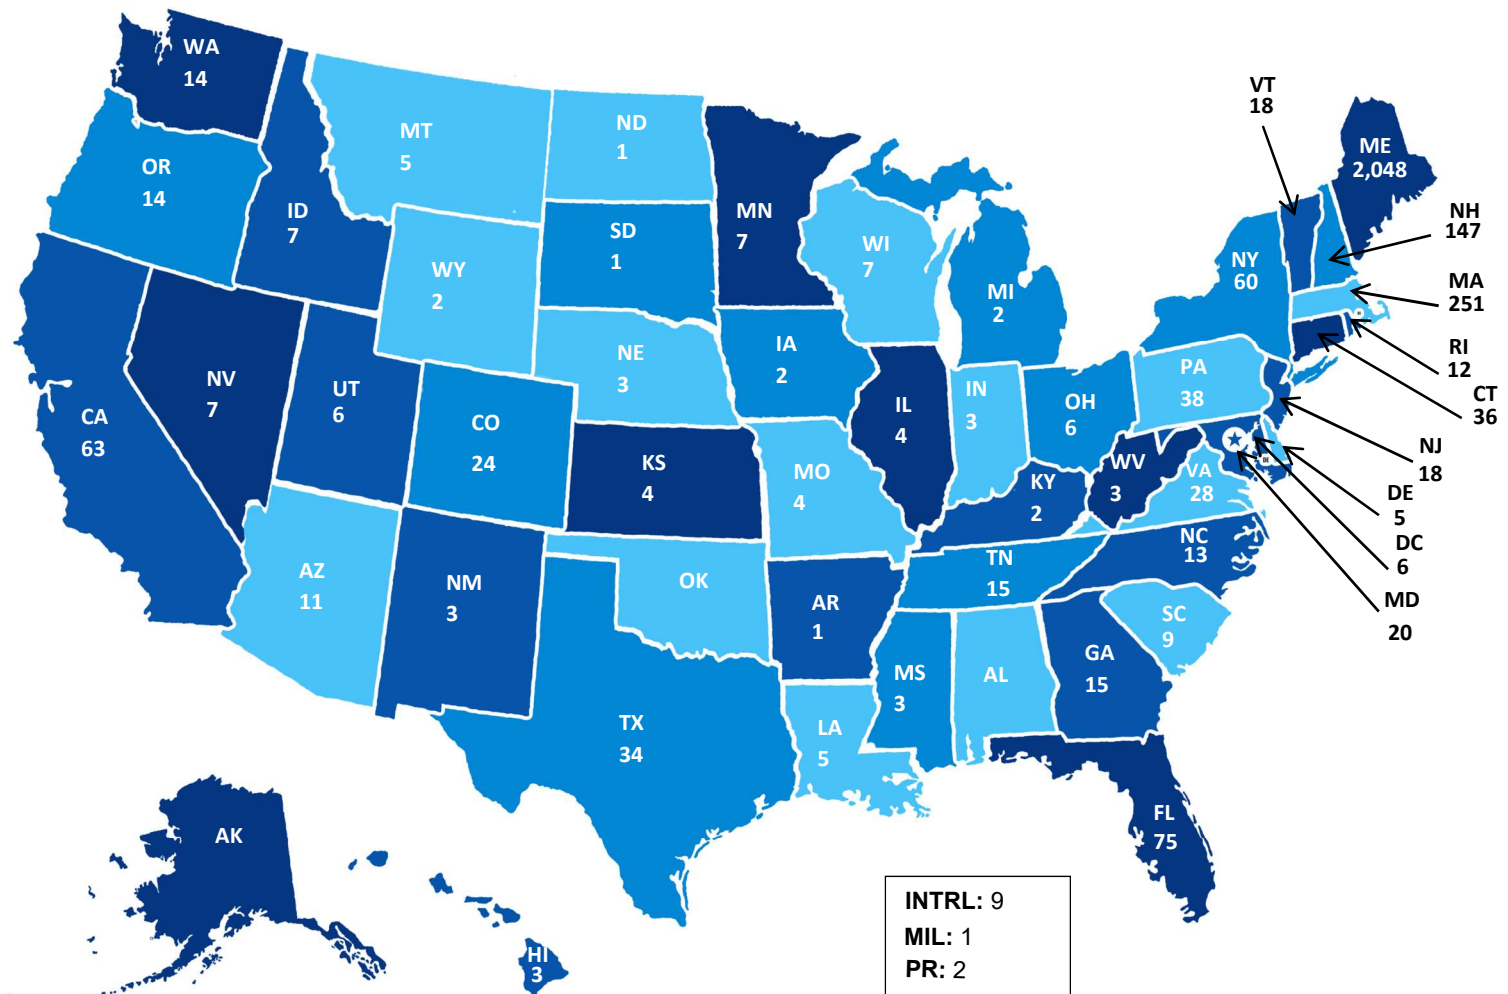 WA
14
OR
14
ID
7
MT
5
ND
1
SD
1
WY
2
NE
3
MN
7
WI
7
MI
2
IA
2
NV
7
UT
6
CA
63
CO
24
KS
4
MO
4
IL
4
IN
3
OH
6
KY
2
WV
3
VA
28
PA
38
NY
60
VT
18
ME
2,048
NH
147
MA
251
RI
12
CT
36
NJ
18
DE
5
DC
6
MD
20
DE
NC
13
TN
15
SC
9
AZ
11
NM
3
OK
AR
1
TX
34
LA
5
MS
3
AL
GA
15
FL
75
AK
HI
3
INTRL: 9
MIL: 1
PR: 2